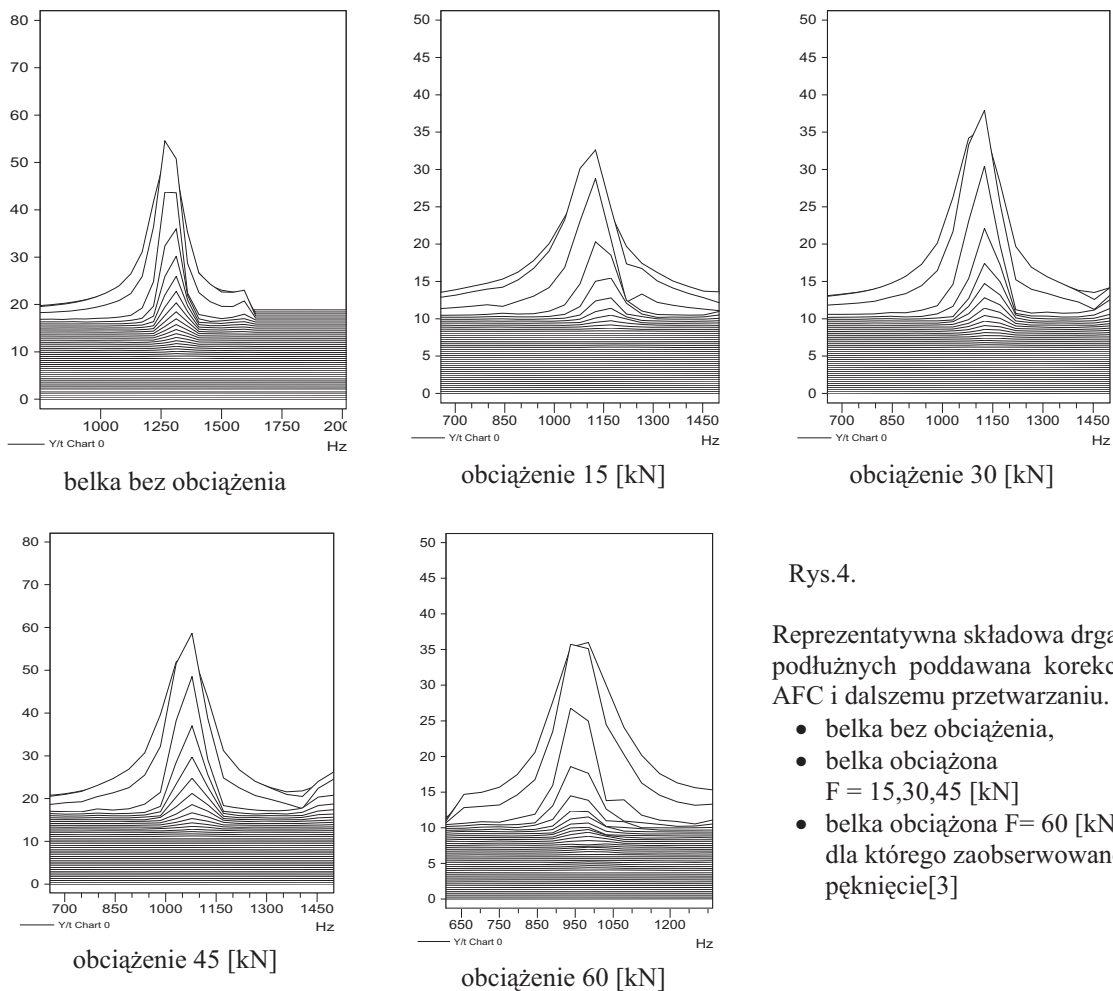 80
70
60
50
40
30
20
10
0
1000 1250 1500 1750 200
Y/t Chart 0
Hz
belka bez obciążenia
50
45
40
35
30
25
20
15
10
5
0
700 850 1000 1150 1300 1450
Y/t Chart 0
Hz
obciążenie 15 [kN]
50
45
40
35
30
25
20
15
10
5
0
700 850 1000 1150 1300 1450
Y/t Chart 0
Hz
obciążenie 30 [kN]
80
70
60
50
40
30
20
10
0
700 850 1000 1150 1300 1450
Y/t Chart 0
Hz
obciążenie 45 [kN]
50
45
40
35
30
25
20
15
10
5
0
650 750 850 950 1050 1200
Y/t Chart 0
Hz
obciążenie 60 [kN]
Rys.4.
Reprezentatywna składowa drga
podłużnych poddawana korekc
AFC i dalszemu przetwarzaniu.
• belka bez obciążenia,
• belka obciążona
F = 15,30,45 [kN]
• belka obciążona F= 60 [kN
dla którego zaobserwowan
pęknięcie[3]